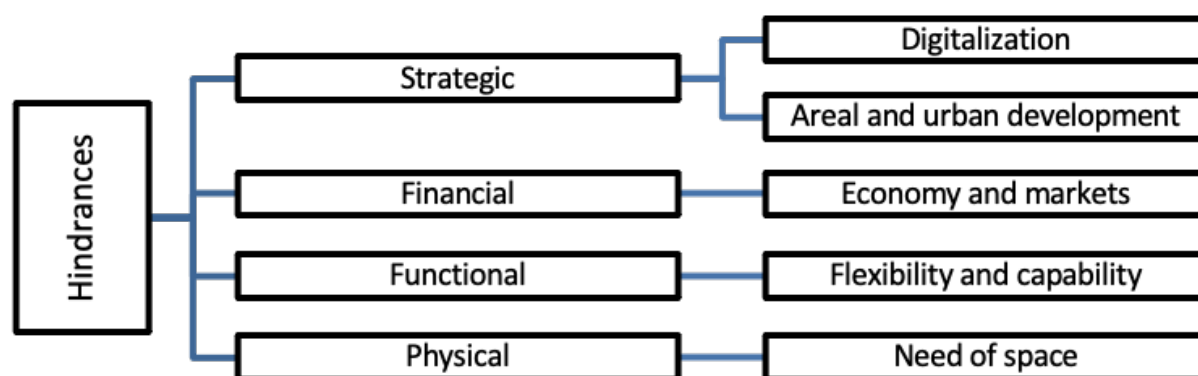 Hindrances
Strategic
Digitalization
Areal and urban development
Financial
Economy and markets
Functional
Flexibility and capability
Physical
Need of space